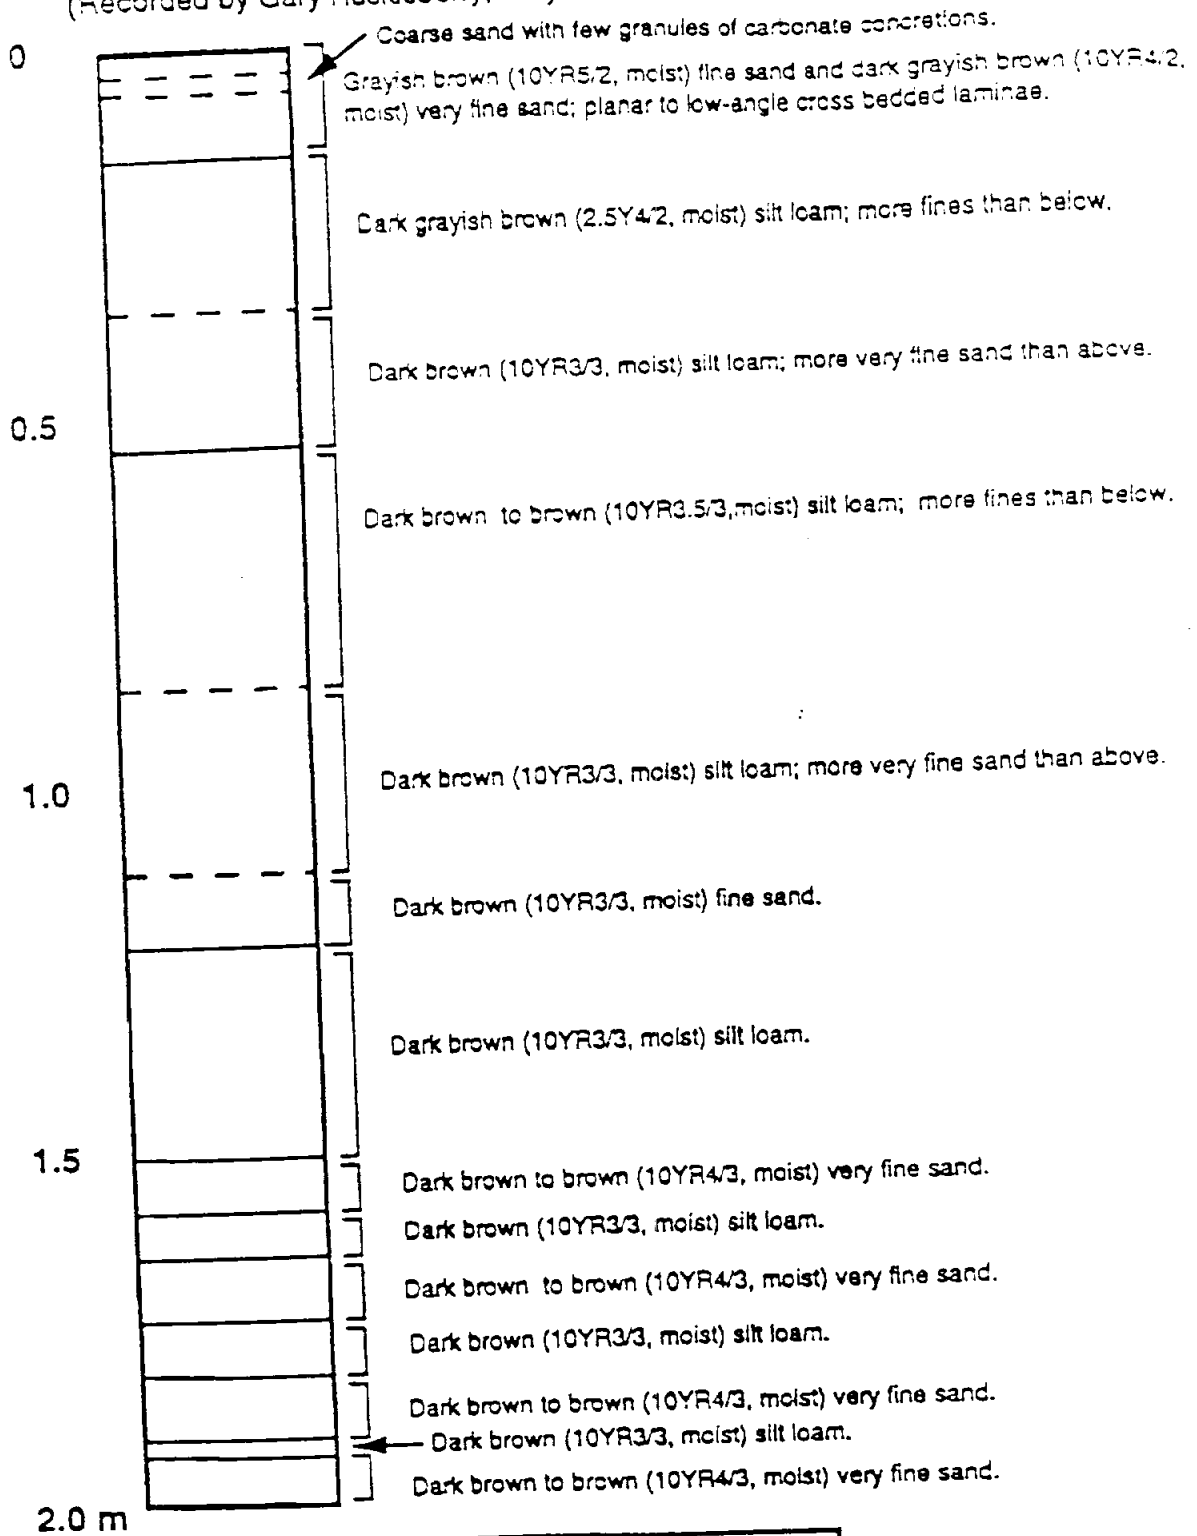 (Recorded by Gary
0
Coarse sand with few granules of carbonate concretions.
Grayish brown (10YR5/2, moist) fine sand and dark grayish brown (10YR4/2,
moist) very fine sand; planar to low-angle cross bedded laminae.
Dark grayish brown (2.5Y4/2, moist) silt loam; more fines than below.
Dark brown (10YR3/3, moist) silt loam; more very fine sand than above.
0.5
Dark brown to brown (10YR3.5/3,moist) silt loam; more fines than below.
Dark brown (10YR3/3, moist) silt loam; more very fine sand than above.
1.0
Dark brown (10YR3/3, moist) fine sand.
Dark brown (10YR3/3, moist) silt loam.
1.5
Dark brown to brown (10YR4/3, moist) very fine sand.
Dark brown (10YR3/3, moist) silt loam.
Dark brown to brown (10YR4/3, moist) very fine sand.
Dark brown (10YR3/3, moist) silt loam.
Dark brown to brown (10YR4/3, moist) very fine sand.
Dark brown (10YR3/3, moist) silt loam.
Dark brown to brown (10YR4/3, moist) very fine sand.
2.0 m